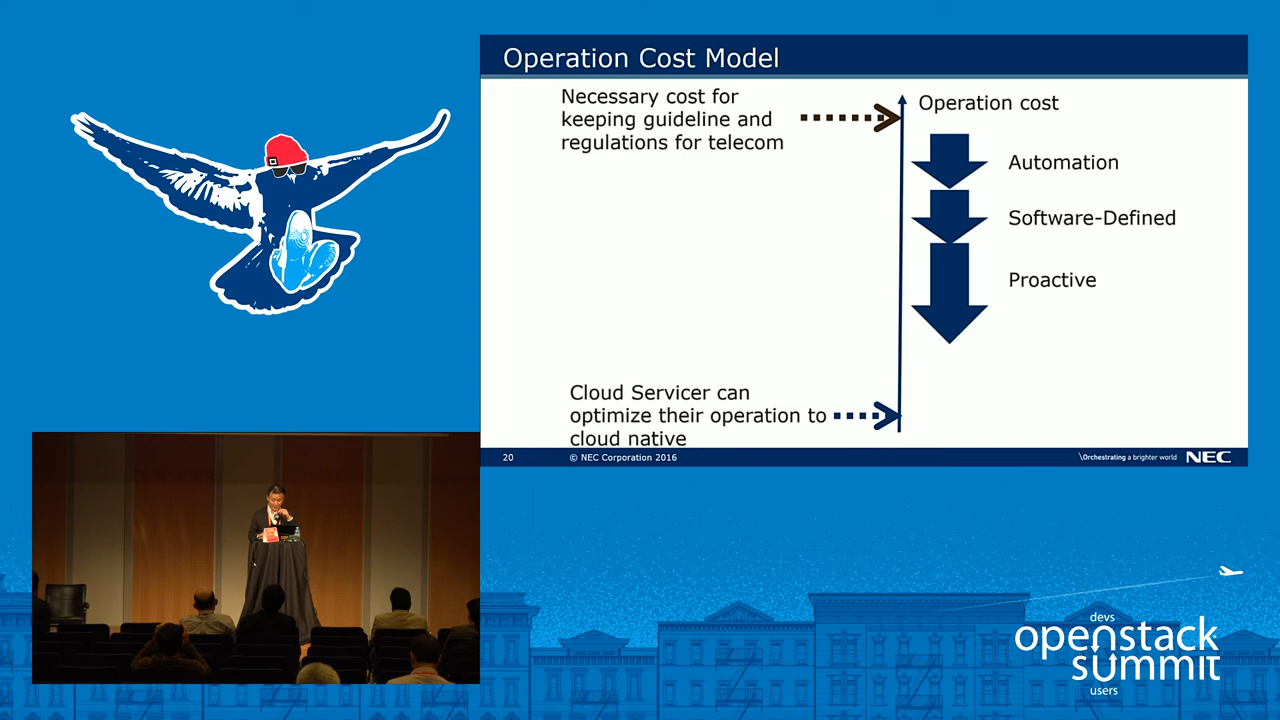 Operation Cost Model
Necessary cost for
keeping guideline and
regulations for telecom
Operation cost
Automation
Software-Defined
Proactive
Cloud Servicer can
optimize their operation to
cloud native
20
© NEC Corporation 2016
\Orchestrating a brighter world
NEC
devs
openstack
summit
users